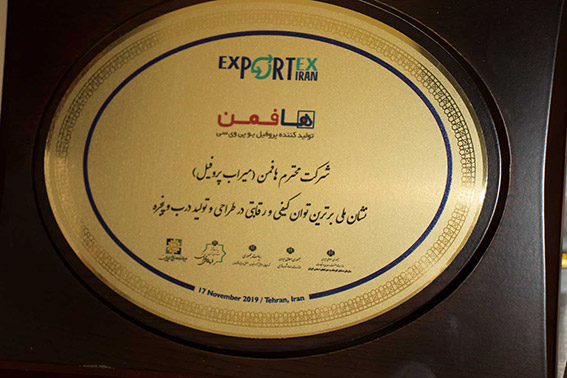 EXPORTEX
IRAN
هافمن
تولید کننده پروفیل یو پی وی سی
شرکت محترم هافمن (میراب پروفیل)
نشان ملی برترین توان کیفی و رقابتی در طراحی و تولید درب و پنجره
17 November 2019 / Tehran, Iran